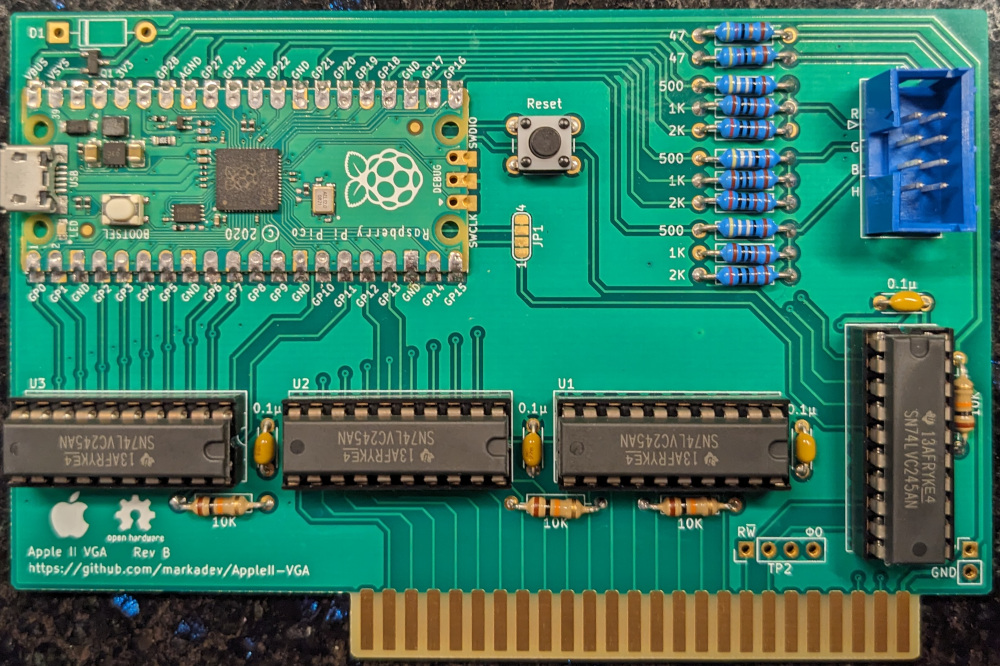 D1
VBUS
VSYS
3V3
GP28
AGND
GP27
GP26
RUN
GP22
GND
GP21
GP20
GP19
GP18
GND
GP17
GP16
47
47
500
1K
2K
500
1K
2K
500
1K
2K
Reset
R
G
B
H
SWDIO
DEBUG
SWCLK
USB
LED
BOOTSEL
Raspberry Pi Pico © 2020
4
JP1
1
GP0
GP1
GND
GP2
GP3
GP4
GP5
GND
GP6
GP7
GP8
GP9
GND
GP10
GP11
GP12
GP13
GND
GP14
GP15
0.1µ
U3
0.1µ
U2
0.1µ
U1
0.1µ
13AFRYKE4
SN74LVC245AN
13AFRYKE4
SN74LVC245AN
13AFRYKE4
SN74LVC245AN
13AFRYKE4
SN74LVC245AN
10K
10K
10K
10K
open hardware
Apple II VGA Rev B
https://github.com/markadev/AppleII-VGA
RW̅ Φ0
TP2
GND